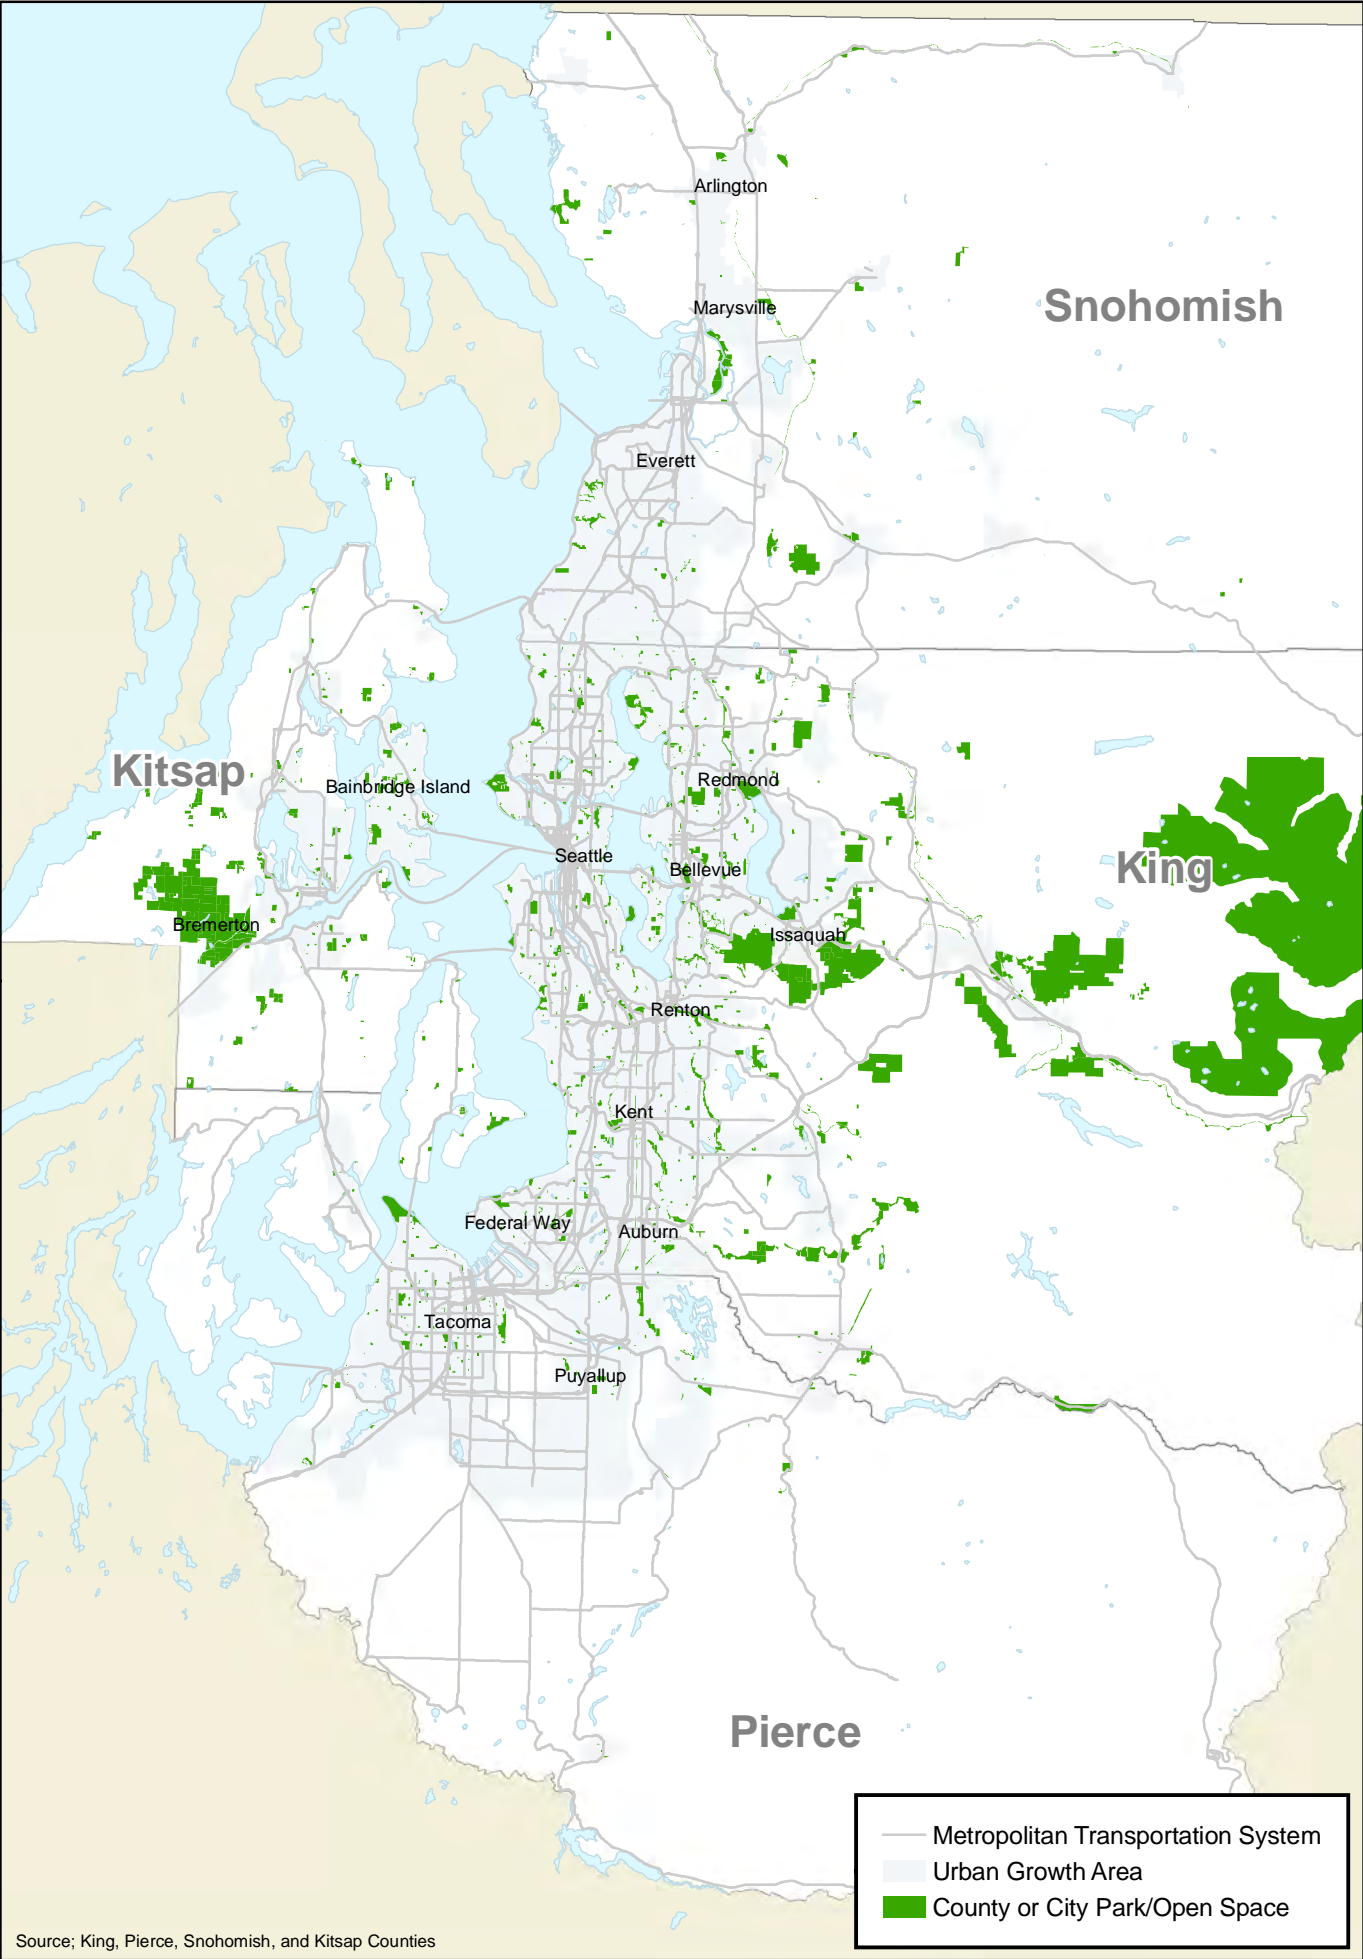 Arlington
Snohomish
Marysville
Everett
Kitsap
Bainbridge Island
Redmond
Seattle
King
Bellevue
Bremerton
Issaquah
Renton
Kent
Federal Way
Auburn
Tacoma
Puyallup
Pierce
Metropolitan Transportation System
Urban Growth Area
County or City Park/Open Space
Source; King, Pierce, Snohomish, and Kitsap Counties